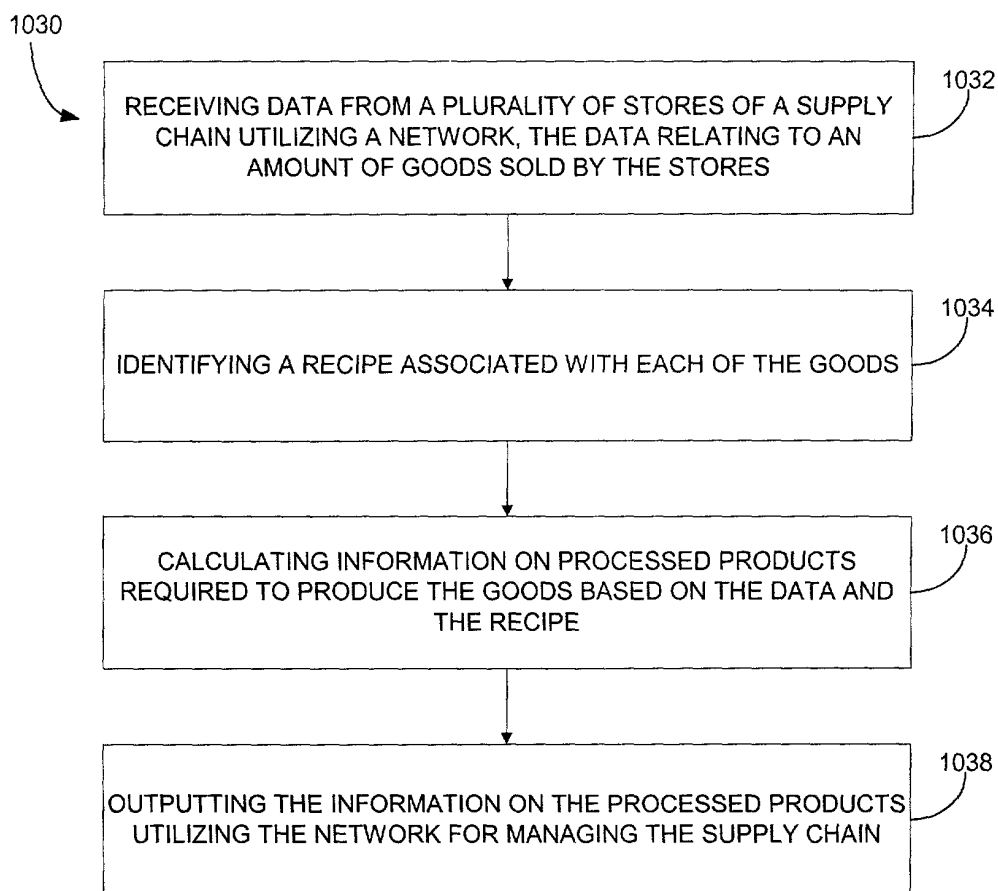 1030
RECEIVING DATA FROM A PLURALITY OF STORES OF A SUPPLY
CHAIN UTILIZING A NETWORK, THE DATA RELATING TO AN
AMOUNT OF GOODS SOLD BY THE STORES
1032
IDENTIFYING A RECIPE ASSOCIATED WITH EACH OF THE GOODS
1034
CALCULATING INFORMATION ON PROCESSED PRODUCTS
REQUIRED TO PRODUCE THE GOODS BASED ON THE DATA AND
THE RECIPE
1036
OUTPUTTING THE INFORMATION ON THE PROCESSED PRODUCTS
UTILIZING THE NETWORK FOR MANAGING THE SUPPLY CHAIN
1038